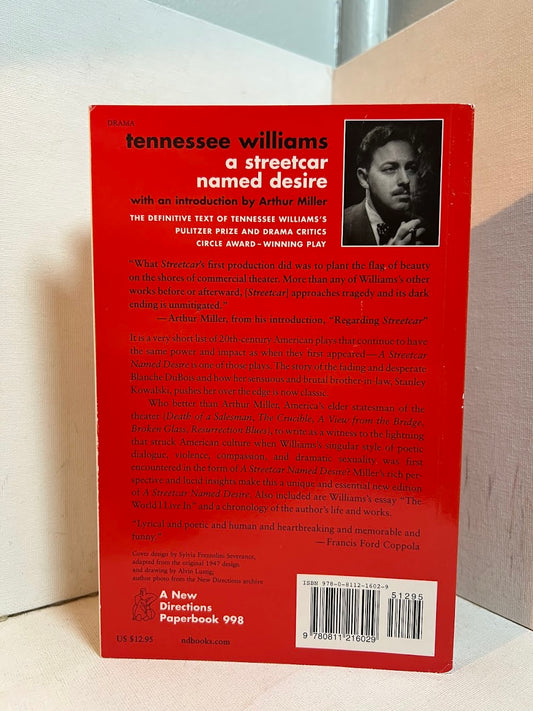 DRAMA
tennessee williams
a streetcar
named desire
with an introduction by Arthur Miller
THE DEFINITIVE TEXT OF TENNESSEE WILLIAMS'S
PULITZER PRIZE AND DRAMA CRITICS
CIRCLE AWARD–WINNING PLAY
"What Streetcar's first production did was to plant the flag of beauty
on the shores of commercial theater. More than any of Williams's other
works before or afterward, [Streetcar] approaches tragedy and its dark
ending is unmitigated."
—Arthur Miller, from his introduction, "Regarding Streetcar"
It is a very short list of 20th-century American plays that continue to have
the same power and impact as when they first appeared—A Streetcar
Named Desire is one of those plays. The story of the fading and desperate
Blanche DuBois and how her sensuous and brutal brother-in-law, Stanley
Kowalski, pushes her over the edge is now classic.
Who better than Arthur Miller, America's elder statesman of the
theater (Death of a Salesman, The Crucible, A View from the Bridge,
Broken Glass, Resurrection Blues), to write as a witness to the lightning
that struck American culture when Williams's singular style of poetic
dialogue, violence, compassion, and dramatic sexuality was first
encountered in the form of A Streetcar Named Desire? Miller's rich per-
spective and lucid insights make this a unique and essential new edition
of A Streetcar Named Desire. Also included are Williams's essay "The
World I Live In" and a chronology of the author's life and works.
"Lyrical and poetic and human and heartbreaking and memorable and
funny."
—Francis Ford Coppola
Cover design by Sylvia Frezzolini Severance,
adapted from the original 1947 design
and drawing by Alvin Lustig;
author photo from the New Directions archive
A New
Directions
Paperbook 998
US $12.95
ndbooks.com
ISBN 978-0-8112-1602-9
51295
9 780811 216029